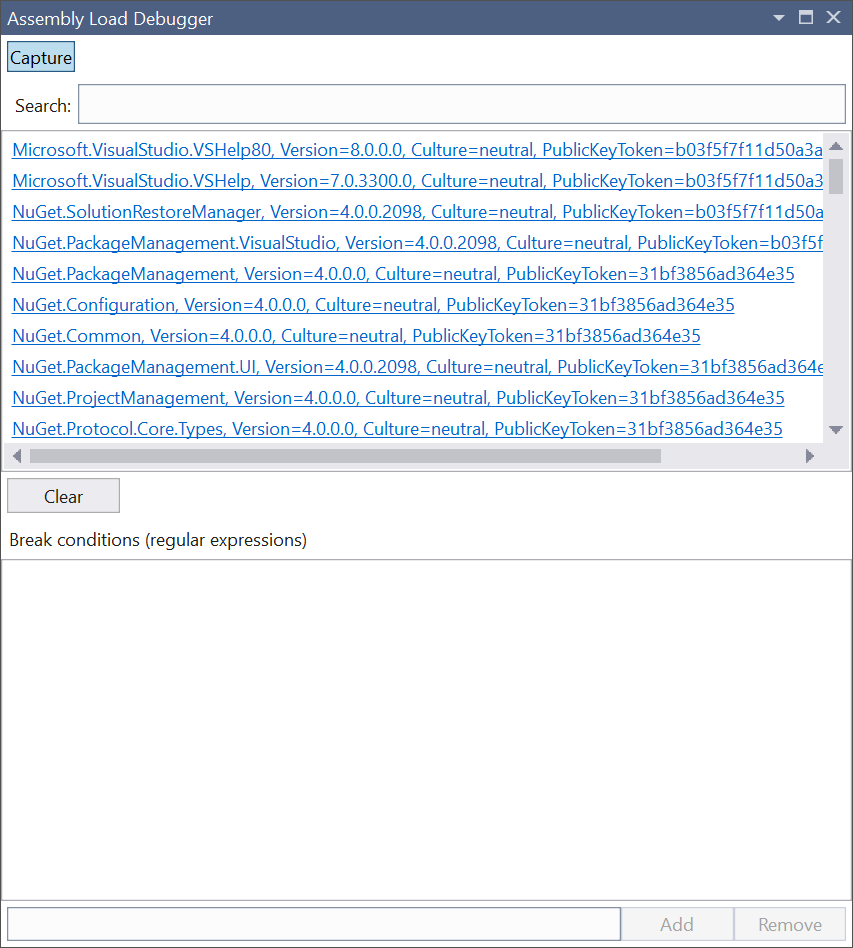 Assembly Load Debugger
Capture
Search:
Microsoft.VisualStudio.VSHelp80, Version=8.0.0.0, Culture=neutral, PublicKeyToken=b03f5f7f11d50a3a
Microsoft.VisualStudio.VSHelp, Version=7.0.3300.0, Culture=neutral, PublicKeyToken=b03f5f7f11d50a3
NuGet.SolutionRestoreManager, Version=4.0.0.2098, Culture=neutral, PublicKeyToken=b03f5f7f11d50a
NuGet.PackageManagement.VisualStudio, Version=4.0.0.2098, Culture=neutral, PublicKeyToken=b03f5f
NuGet.PackageManagement, Version=4.0.0.0, Culture=neutral, PublicKeyToken=31bf3856ad364e35
NuGet.Configuration, Version=4.0.0.0, Culture=neutral, PublicKeyToken=31bf3856ad364e35
NuGet.Common, Version=4.0.0.0, Culture=neutral, PublicKeyToken=31bf3856ad364e35
NuGet.PackageManagement.UI, Version=4.0.0.2098, Culture=neutral, PublicKeyToken=31bf3856ad364e
NuGet.ProjectManagement, Version=4.0.0.0, Culture=neutral, PublicKeyToken=31bf3856ad364e35
NuGet.Protocol.Core.Types, Version=4.0.0.0, Culture=neutral, PublicKeyToken=31bf3856ad364e35
Clear
Break conditions (regular expressions)
Add Remove